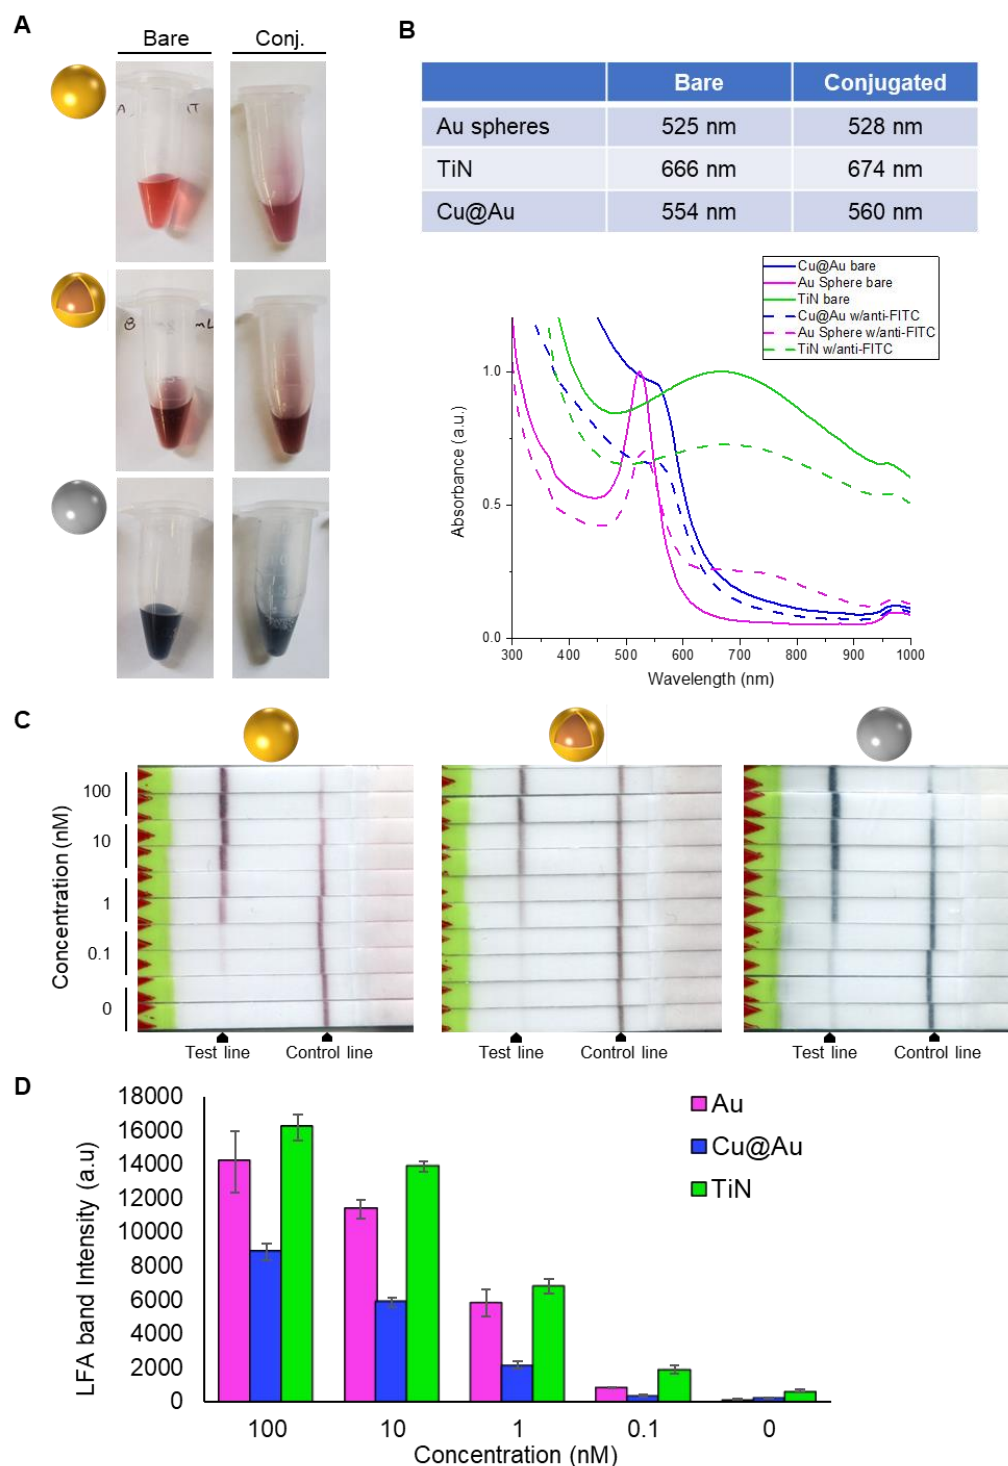 A
Bare Conj.
B
Bare Conjugated
Au spheres 525 nm 528 nm
TiN 666 nm 674 nm
Cu@Au 554 nm 560 nm
Cu@Au bare
Au Sphere bare
TiN bare
Cu@Au w/anti-FITC
Au Sphere w/anti-FITC
TiN w/anti-FITC
1.0
0.5
0.0
Absorbance (a.u.)
300 400 500 600 700 800 900 1000
Wavelength (nm)
C
Concentration (nM)
100
10
1
0.1
0
Test line Control line
Test line Control line
Test line Control line
D
LFA band Intensity (a.u)
18000
16000
14000
12000
10000
8000
6000
4000
2000
0
Au
Cu@Au
TiN
100 10 1 0.1 0
Concentration (nM)